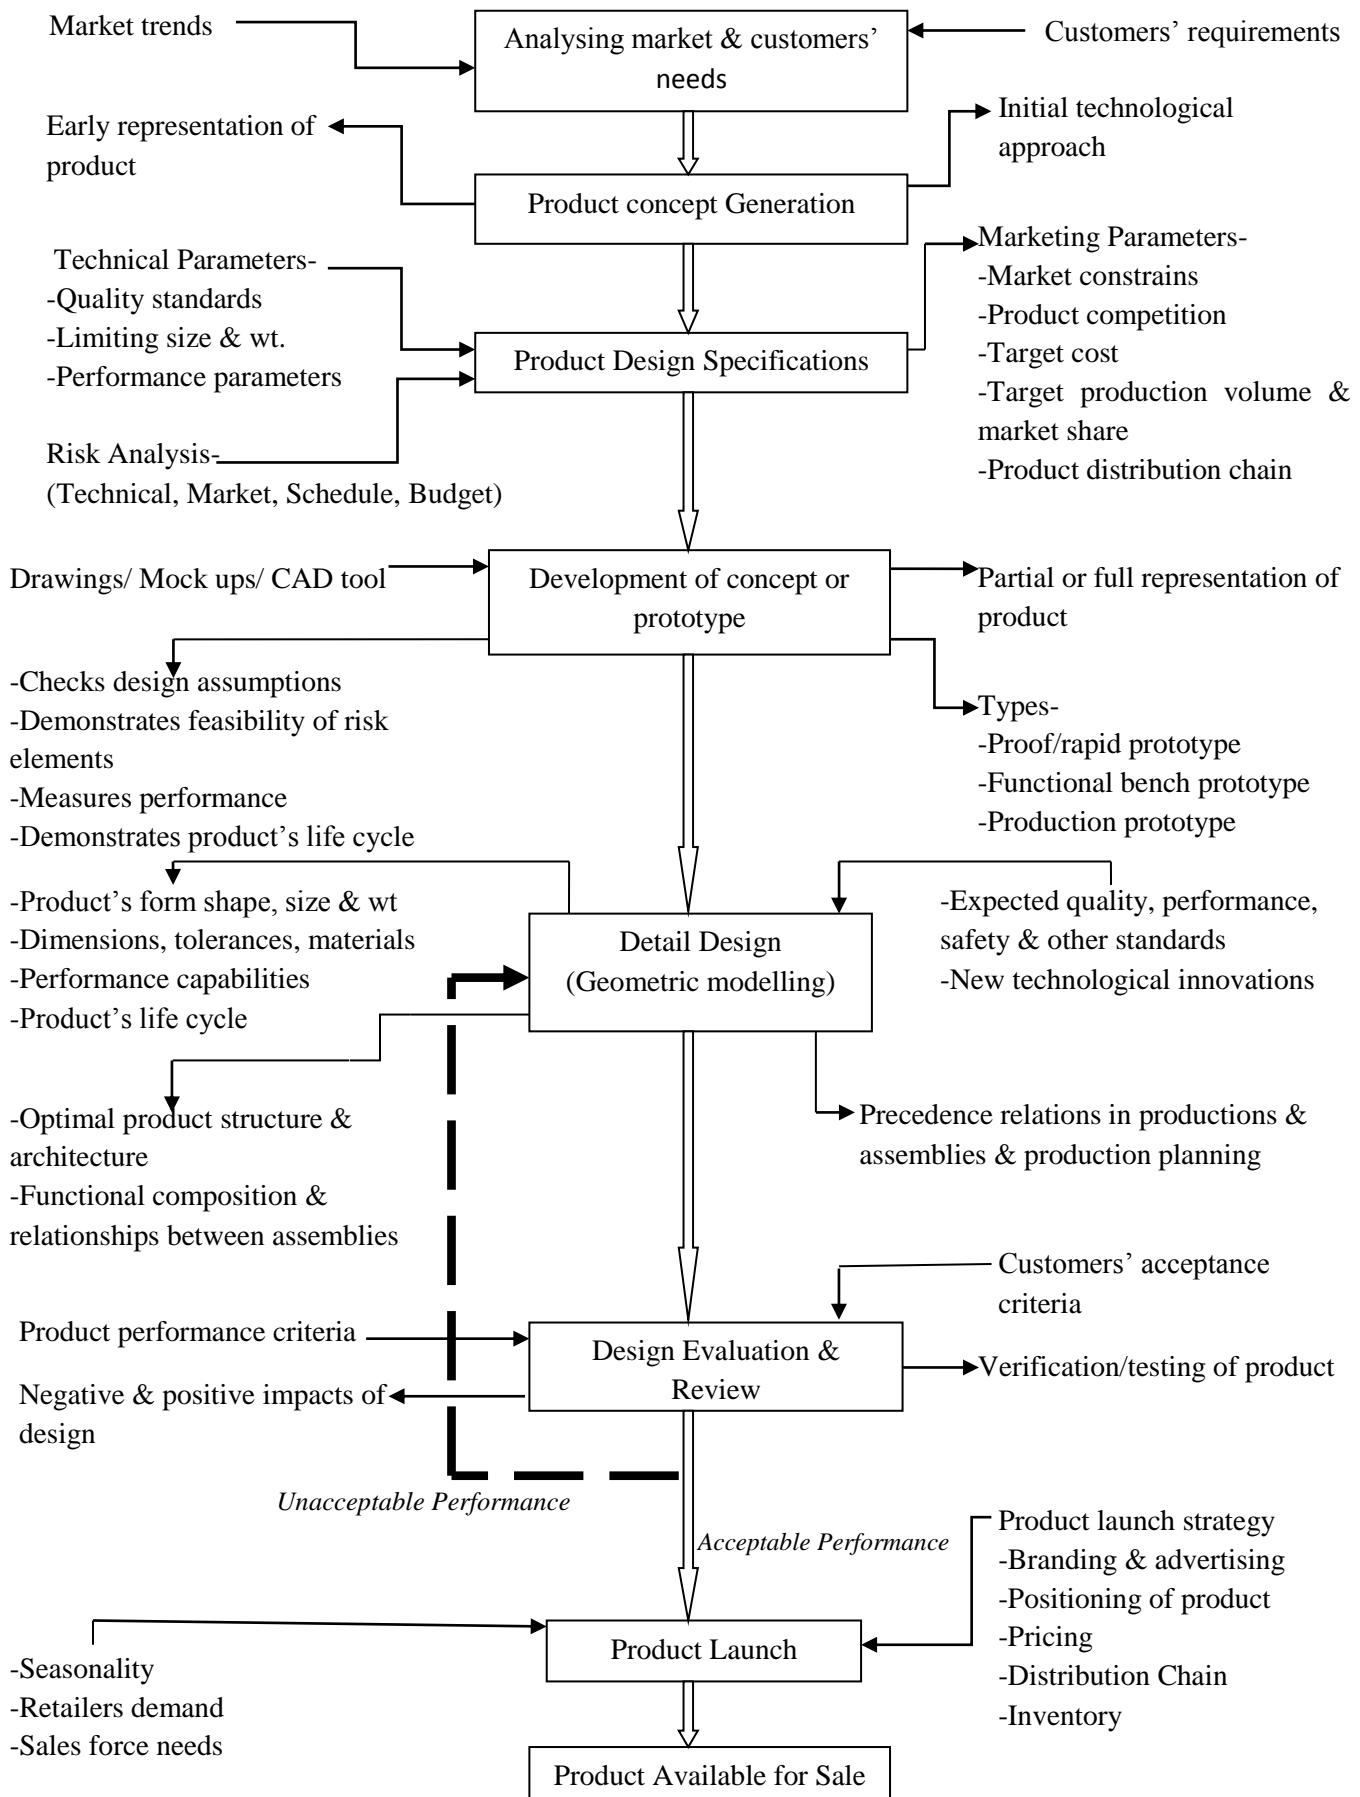 Market trends
Analysing market & customers’
needs
Customers’ requirements
Early representation of
product
Initial technological
approach
Product concept Generation
Technical Parameters-
-Quality standards
-Limiting size & wt.
-Performance parameters
Marketing Parameters-
-Market constrains
-Product competition
-Target cost
-Target production volume &
market share
-Product distribution chain
Product Design Specifications
Risk Analysis-
(Technical, Market, Schedule, Budget)
Drawings/ Mock ups/ CAD tool
Development of concept or
prototype
Partial or full representation of
product
-Checks design assumptions
-Demonstrates feasibility of risk
elements
-Measures performance
-Demonstrates product’s life cycle
Types-
-Proof/rapid prototype
-Functional bench prototype
-Production prototype
-Product’s form shape, size & wt
-Dimensions, tolerances, materials
-Performance capabilities
-Product’s life cycle
Detail Design
(Geometric modelling)
-Expected quality, performance,
safety & other standards
-New technological innovations
-Optimal product structure &
architecture
-Functional composition &
relationships between assemblies
Precedence relations in productions &
assemblies & production planning
Customers’ acceptance
criteria
Product performance criteria
Design Evaluation &
Review
Verification/testing of product
Negative & positive impacts of
design
Unacceptable Performance
Acceptable Performance
Product launch strategy
-Branding & advertising
-Positioning of product
-Pricing
-Distribution Chain
-Inventory
Product Launch
-Seasonality
-Retailers demand
-Sales force needs
Product Available for Sale